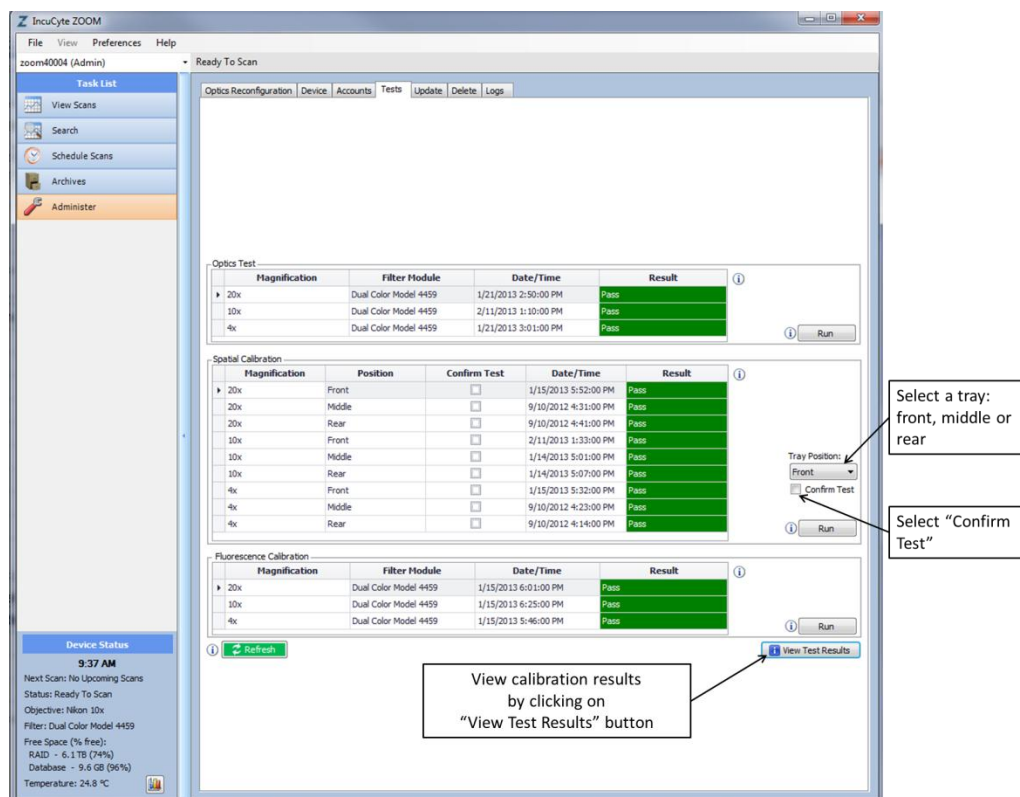 IncuCyte ZOOM
File View Preferences Help
zoom40004 (Admin) Ready To Scan
Task List
View Scans
Search
Schedule Scans
Archives
Administer
Optics Reconfiguration Device Accounts Tests Update Delete Logs
Optics Test
Magnification Filter Module Date/Time Result
20x Dual Color Model 4459 1/21/2013 2:50:00 PM Pass
10x Dual Color Model 4459 2/11/2013 1:10:00 PM Pass
4x Dual Color Model 4459 1/21/2013 3:01:00 PM Pass
Run
Spatial Calibration
Magnification Position Confirm Test Date/Time Result
20x Front 1/15/2013 5:52:00 PM Pass
20x Middle 9/10/2012 4:31:00 PM Pass
20x Rear 9/10/2012 4:41:00 PM Pass
10x Front 2/11/2013 1:33:00 PM Pass
10x Middle 1/14/2013 5:01:00 PM Pass
10x Rear 1/14/2013 5:07:00 PM Pass
4x Front 1/15/2013 5:32:00 PM Pass
4x Middle 9/10/2012 4:23:00 PM Pass
4x Rear 9/10/2012 4:14:00 PM Pass
Tray Position:
Front
Confirm Test
Run
Select a tray:
front, middle or
rear
Select “Confirm
Test”
Fluorescence Calibration
Magnification Filter Module Date/Time Result
20x Dual Color Model 4459 1/15/2013 6:01:00 PM Pass
10x Dual Color Model 4459 1/15/2013 6:25:00 PM Pass
4x Dual Color Model 4459 1/15/2013 5:46:00 PM Pass
Run
Refresh
View Test Results
View calibration results
by clicking on
“View Test Results” button
Device Status
9:37 AM
Next Scan: No Upcoming Scans
Status: Ready To Scan
Objective: Nikon 10x
Filter: Dual Color Model 4459
Free Space (% free):
RAID - 6.1 TB (74%)
Database - 9.6 GB (96%)
Temperature: 24.8 °C